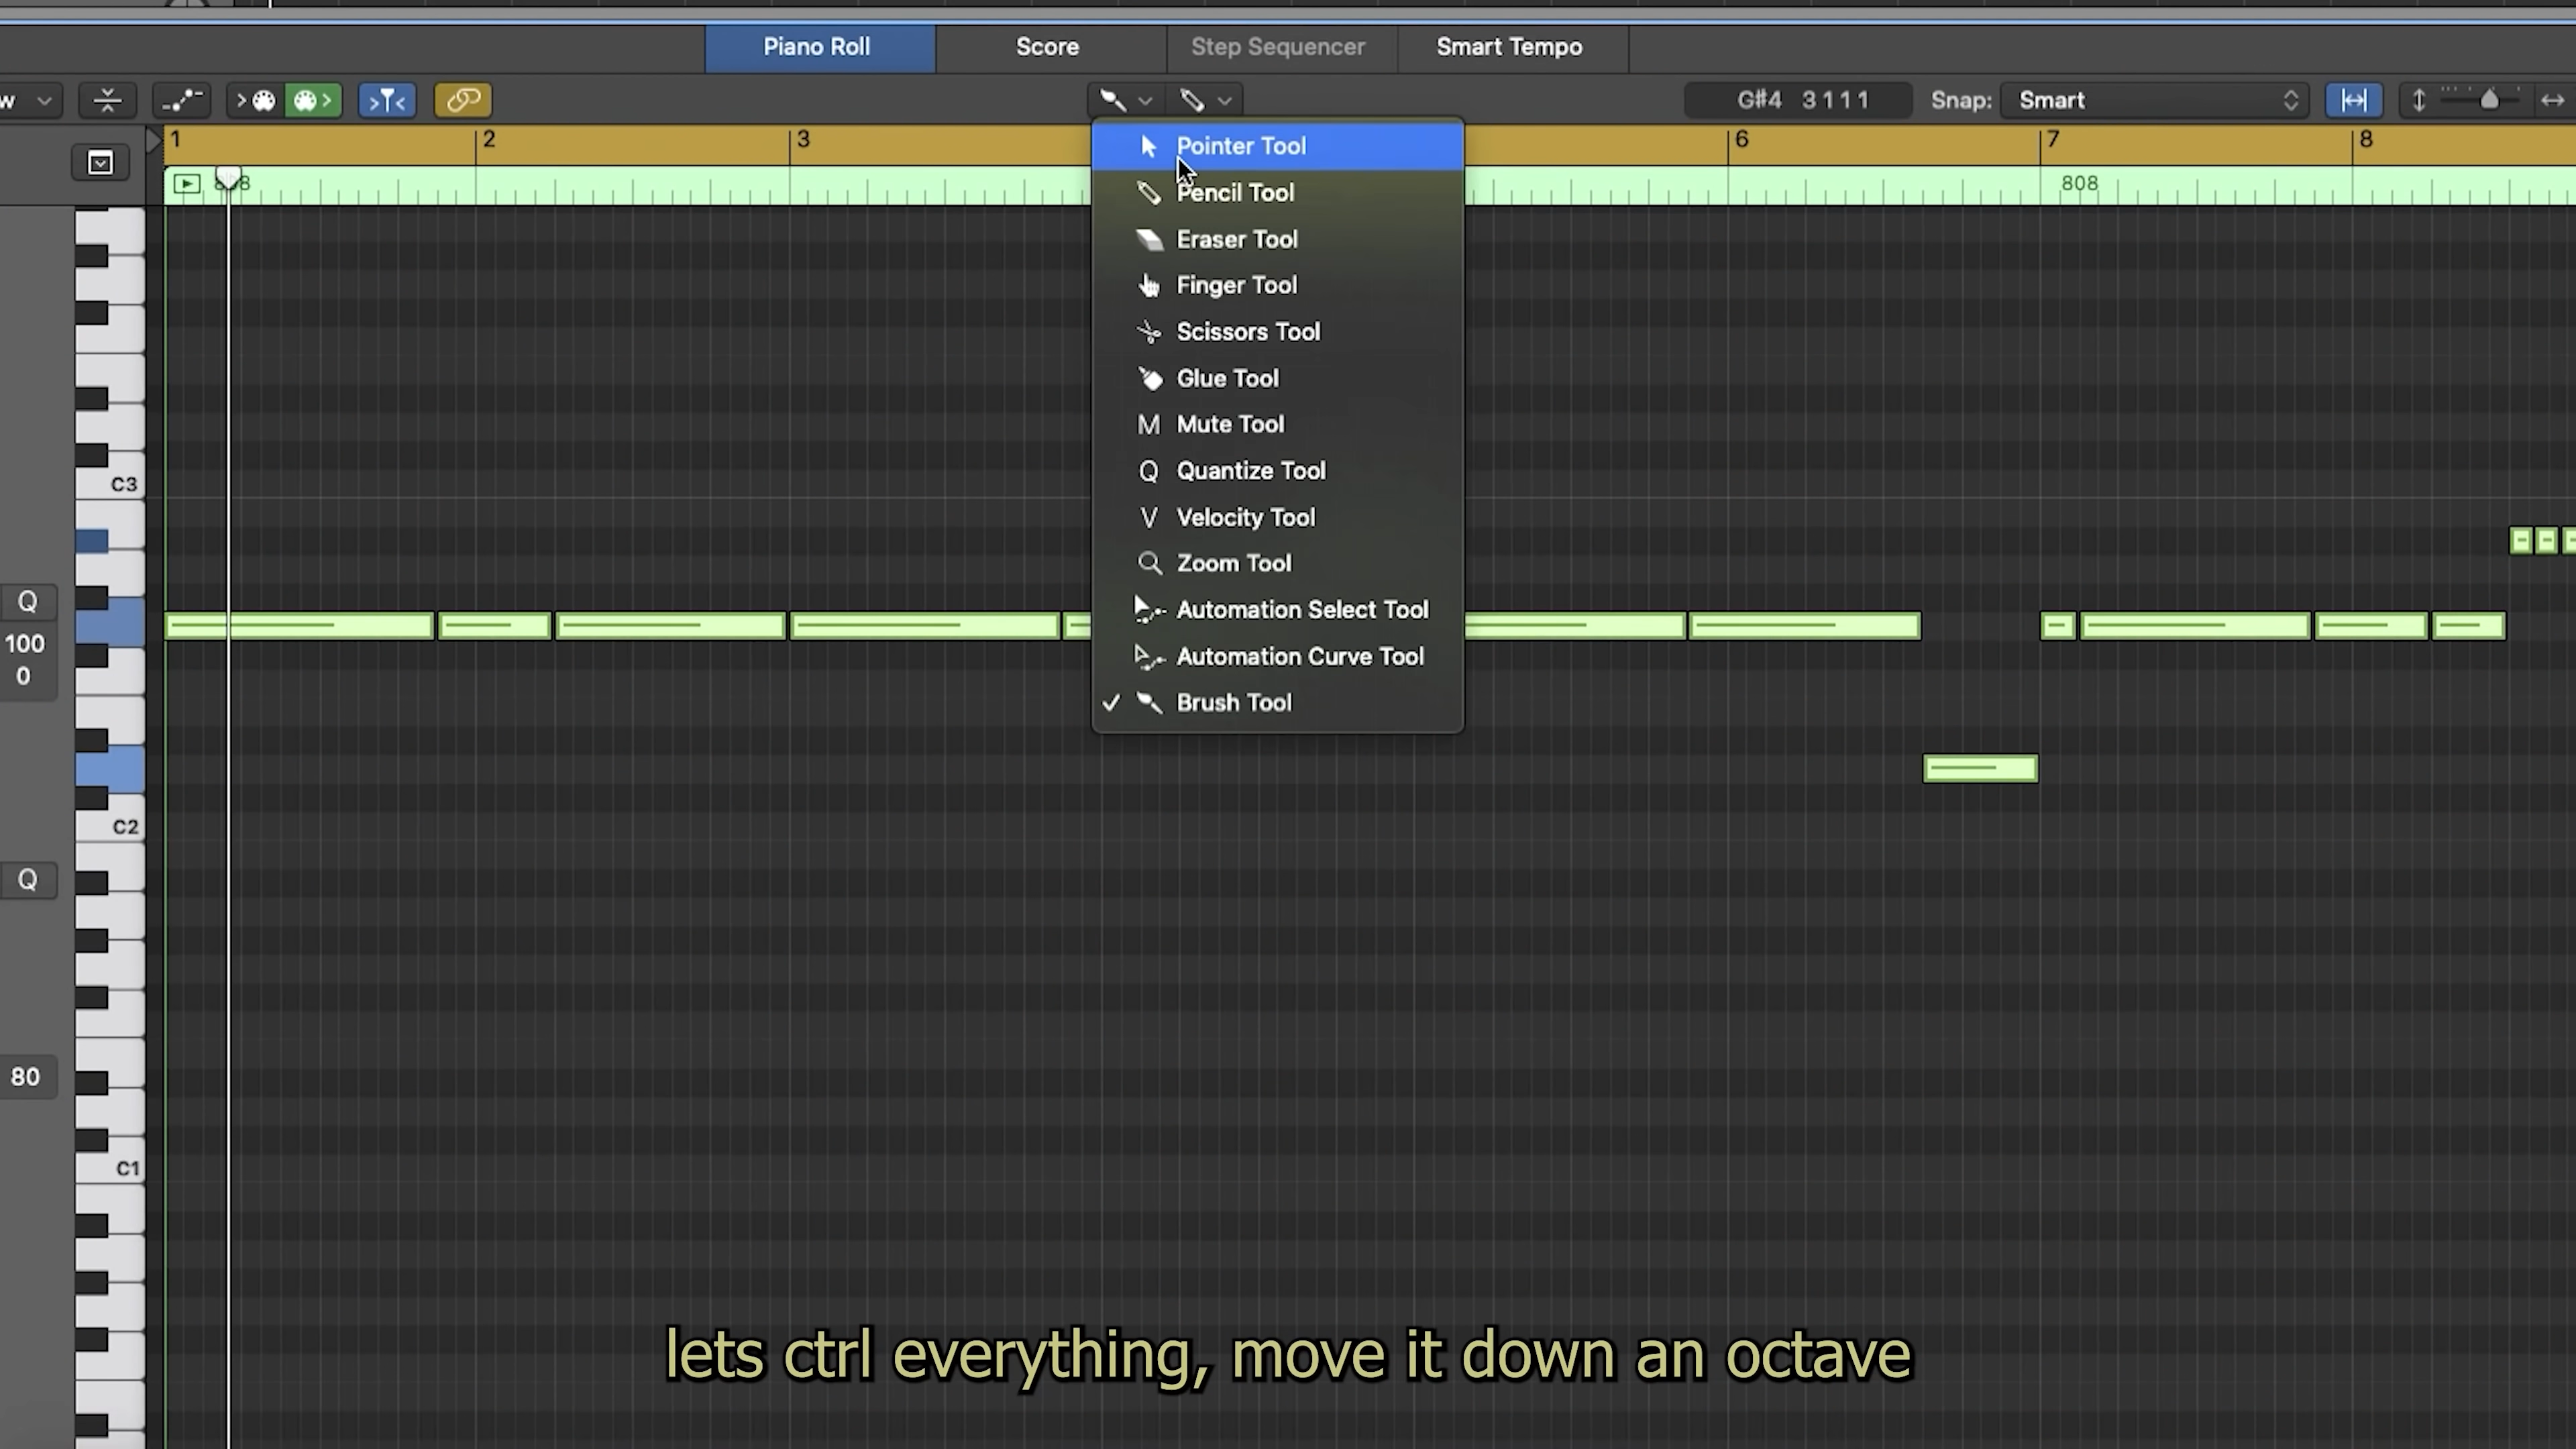 Piano Roll
Score
Step Sequencer
Smart Tempo
G#4 3 1 1 1
Snap: Smart
1 2 3 6 7 8
808
Pointer Tool
Pencil Tool
Eraser Tool
Finger Tool
Scissors Tool
Glue Tool
M Mute Tool
Q Quantize Tool
V Velocity Tool
Zoom Tool
Automation Select Tool
Automation Curve Tool
Brush Tool
C3
Q
100
0
C2
Q
80
C1
lets ctrl everything, move it down an octave